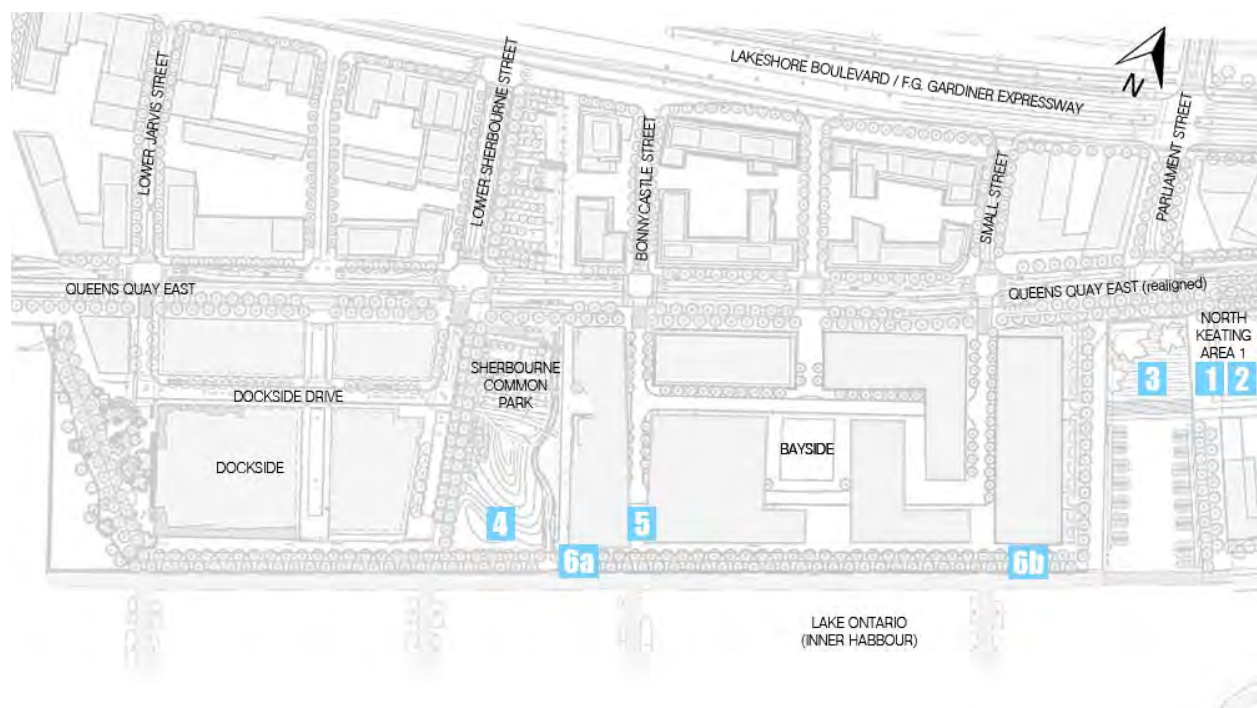 LAKESHORE BOULEVARD / F.G. GARDINER EXPRESSWAY
N
LOWER JARVIS STREET
LOWER SHERBOURNE STREET
BONNYCASTLE STREET
SMALL STREET
PARLIAMENT STREET
QUEENS QUAY EAST
QUEENS QUAY EAST (realigned)
NORTH
KEATING
AREA 1
1 2
3
SHERBOURNE
COMMON
PARK
DOCKSIDE DRIVE
DOCKSIDE
BAYSIDE
4
5
6a
6b
LAKE ONTARIO
(INNER HABBOUR)